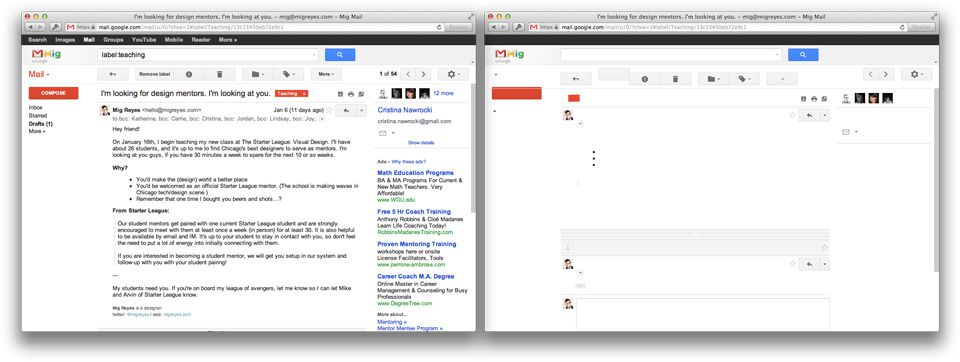 I'm looking for design mentors. I'm looking at you. – mig@migreyes.com – Mig Mail
https mail.google.com/mail/u/0/?shva=1#label/Teaching/13c13450eb72e9c1 Reader
Search Images Mail Groups YouTube Mobile Reader More »
Mig
label:teaching
Mail
Remove label More 1 of 54
COMPOSE
Inbox
Starred
Drafts (1)
More
I'm looking for design mentors. I'm looking at you. Teaching x
12 more
Mig Reyes <hello@migreyes.com> Jan 6 (11 days ago)
to bcc: Katherine, bcc: Carrie, bcc: Cristina, bcc: Jordan, bcc: Lindsay, bcc: Joy,
Hey friend!
On January 16th, I begin teaching my new class at The Starter League: Visual Design. I'll have
about 26 students, and it's up to me to find Chicago's best designers to serve as mentors. I'm
looking at you guys, if you have 30 minutes a week to spare for the next 10 or so weeks.
Why?
• You'd make the (design) world a better place
• You'd be welcomed as an official Starter League mentor. (The school is making waves in
Chicago tech/design scene.)
• Remember that one time I bought you beers and shots...?
From Starter League:
Our student mentors get paired with one current Starter League student and are strongly
encouraged to meet with them at least once a week (in person) for at least 30. It is also helpful
to be available by email and IM. It's up to your student to stay in contact with you, so don't feel
the need to put a lot of energy into initially connecting with them.
If you are interested in becoming a student mentor, we will get you setup in our system and
follow-up with you with your student pairing!
---
My students need you. If you're on board my league of avengers, let me know so I can let Mike
and Arvin of Starter League know.
Mig Reyes is a designer.
twitter: @migreyes / web: migreyes.com
Cristina Nawrocki
cristina.nawrocki@gmail.com
Show details
Ads – Why these ads?
Math Education Programs
BA & MA Programs For Current &
New Math Teachers. Very
Affordable!
www.WGU.edu
Free 5 Hr Coach Training
Anthony Robbins & Cloé Madanes
Learn Life Coaching Today!
RobbinsMadanesTraining.com
Proven Mentoring Training
workshops here or onsite
License Facilitators, Tools
www.perrone-ambrose.com
Career Coach M.A. Degree
Online Master in Career
Management & Counseling for Busy
Professionals
www.DegreeTree.com
More about...
Mentoring »
Mentor Mentee Program »
I'm looking for design mentors. I'm looking at you. – mig@migreyes.com – Mig Mail
https mail.google.com/mail/u/0/?shva=1#label/Teaching/13c13450eb72e9c1 Reader
Mig